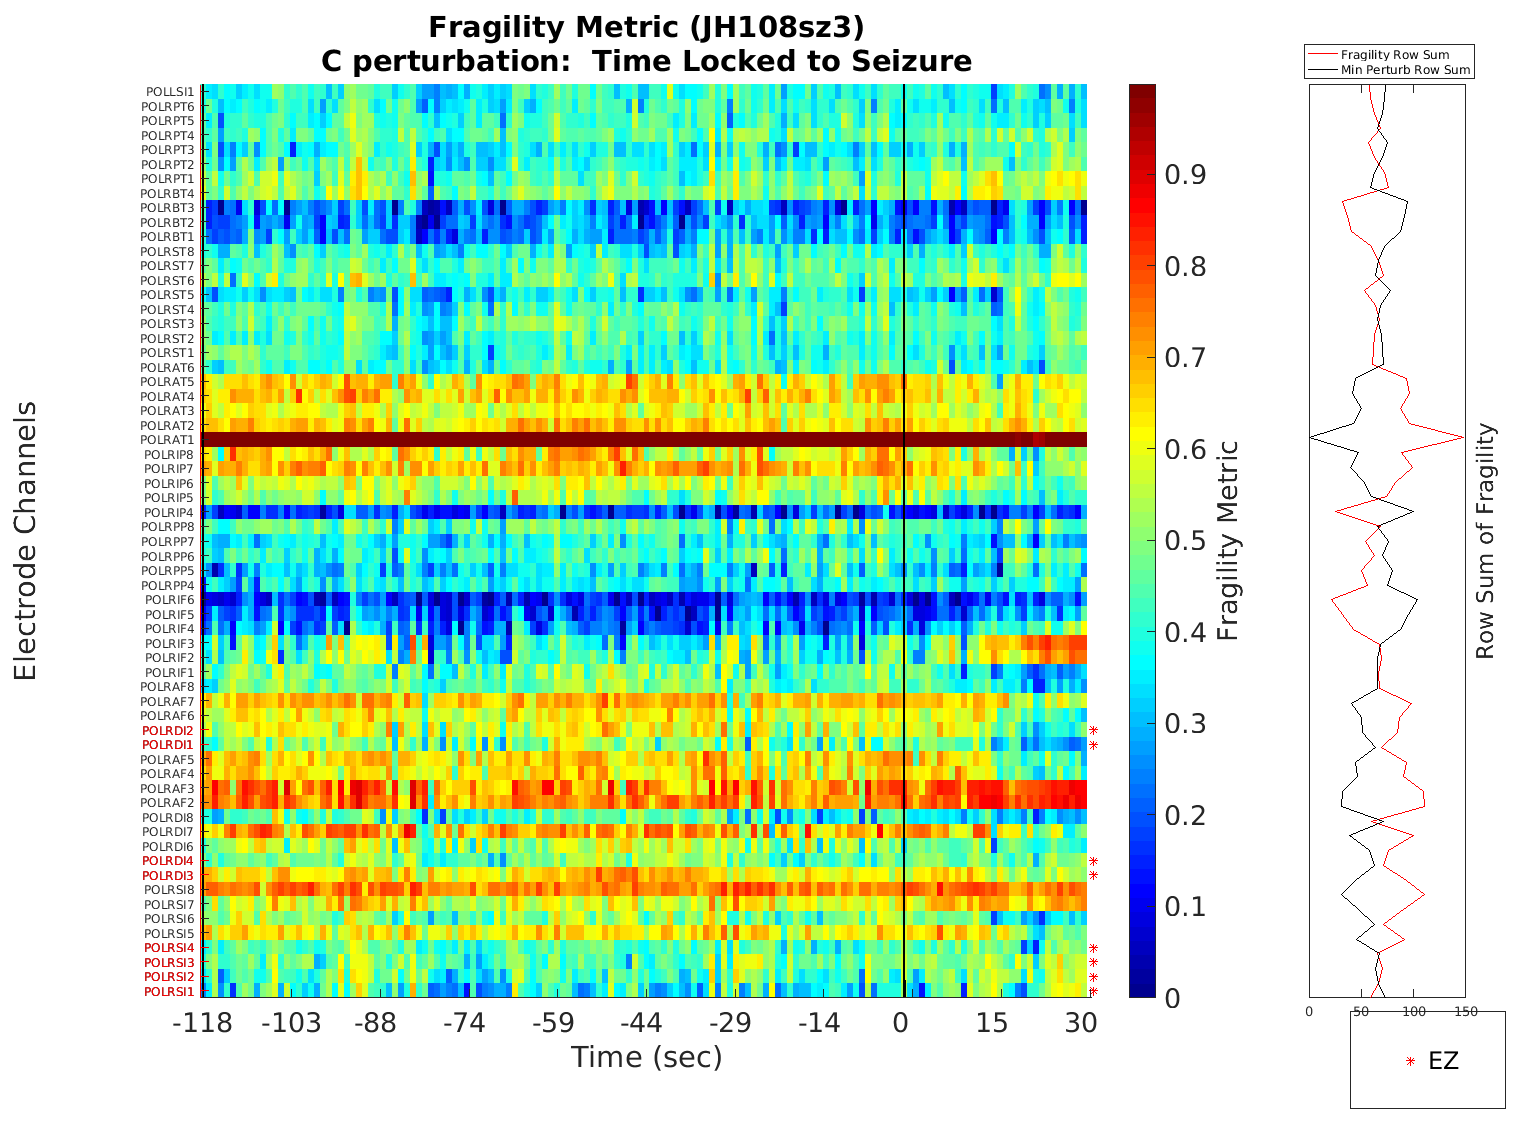 Fragility Metric (JH108sz3)
C perturbation:  Time Locked to Seizure
Electrode Channels
POLLSI1
POLRPT6
POLRPT5
POLRPT4
POLRPT3
POLRPT2
POLRPT1
POLRBT4
POLRBT3
POLRBT2
POLRBT1
POLRST8
POLRST7
POLRST6
POLRST5
POLRST4
POLRST3
POLRST2
POLRST1
POLRAT6
POLRAT5
POLRAT4
POLRAT3
POLRAT2
POLRAT1
POLRIP8
POLRIP7
POLRIP6
POLRIP5
POLRIP4
POLRPP8
POLRPP7
POLRPP6
POLRPP5
POLRPP4
POLRIF6
POLRIF5
POLRIF4
POLRIF3
POLRIF2
POLRIF1
POLRAF8
POLRAF7
POLRAF6
POLRDI2
POLRDI1
POLRAF5
POLRAF4
POLRAF3
POLRAF2
POLRDI8
POLRDI7
POLRDI6
POLRDI4
POLRDI3
POLRSI8
POLRSI7
POLRSI6
POLRSI5
POLRSI4
POLRSI3
POLRSI2
POLRSI1
-118 -103 -88 -74 -59 -44 -29 -14 0 15 30
Time (sec)
0.9
0.8
0.7
0.6
0.5
0.4
0.3
0.2
0.1
0
Fragility Metric
Fragility Row Sum
Min Perturb Row Sum
0 50 100 150
Row Sum of Fragility
EZ